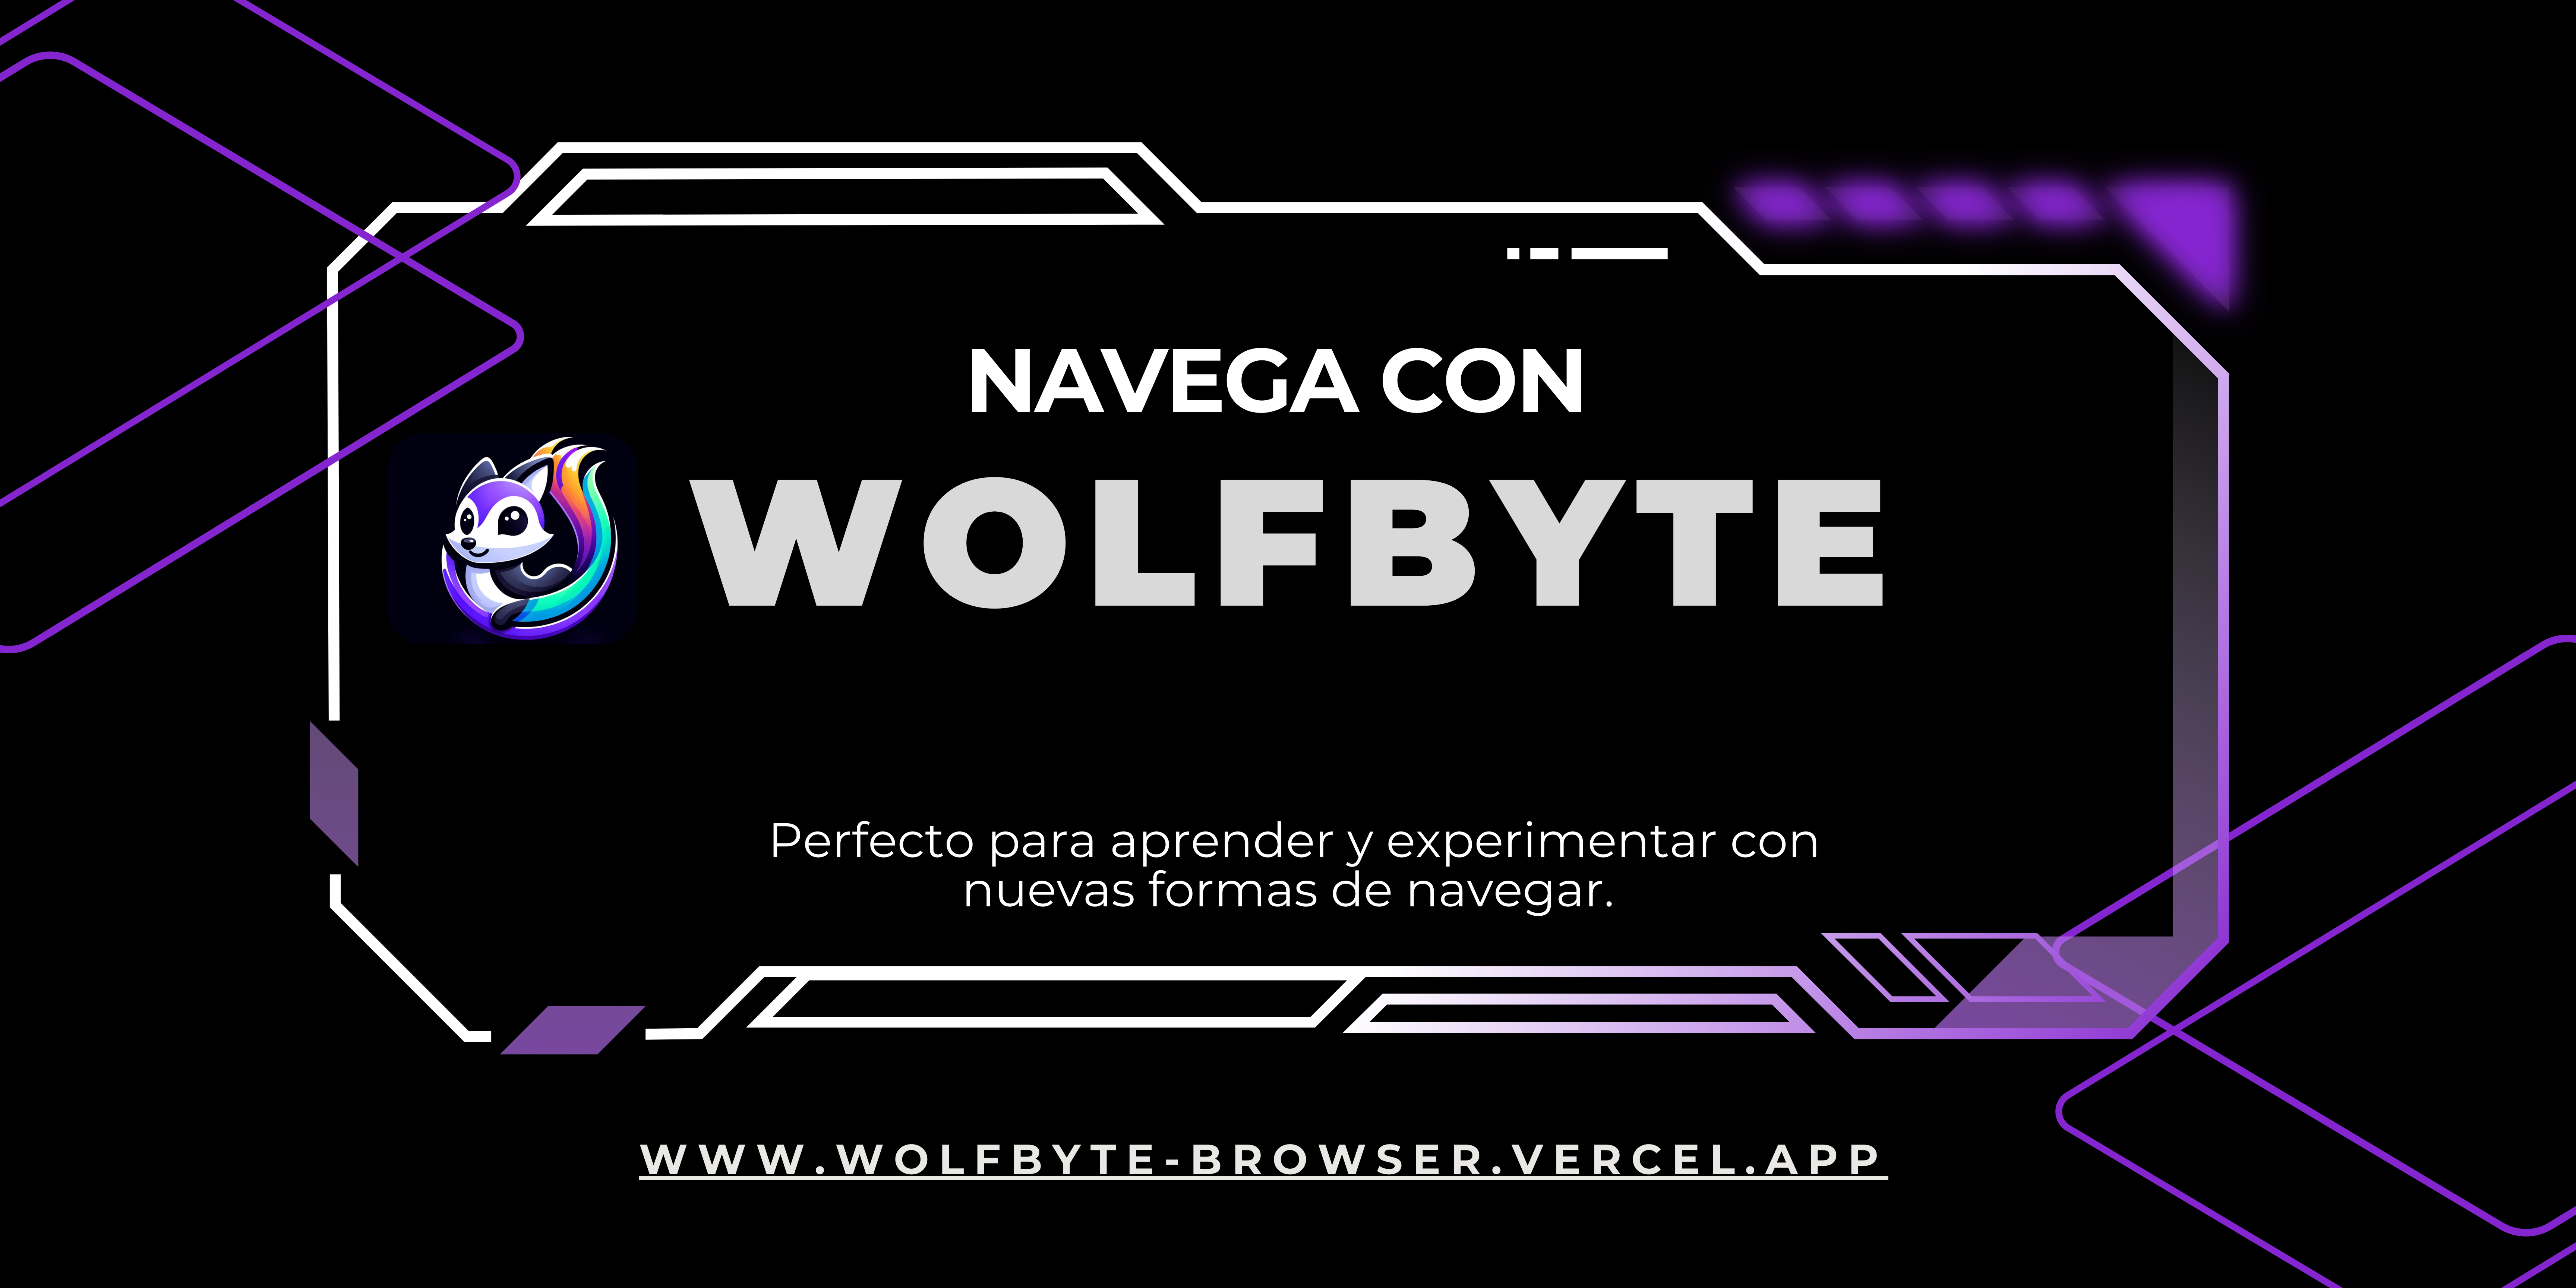 NAVEGA CON
WOLFBYTE
Perfecto para aprender y experimentar con
nuevas formas de navegar.
WWW.WOLFBYTE-BROWSER.VERCEL.APP